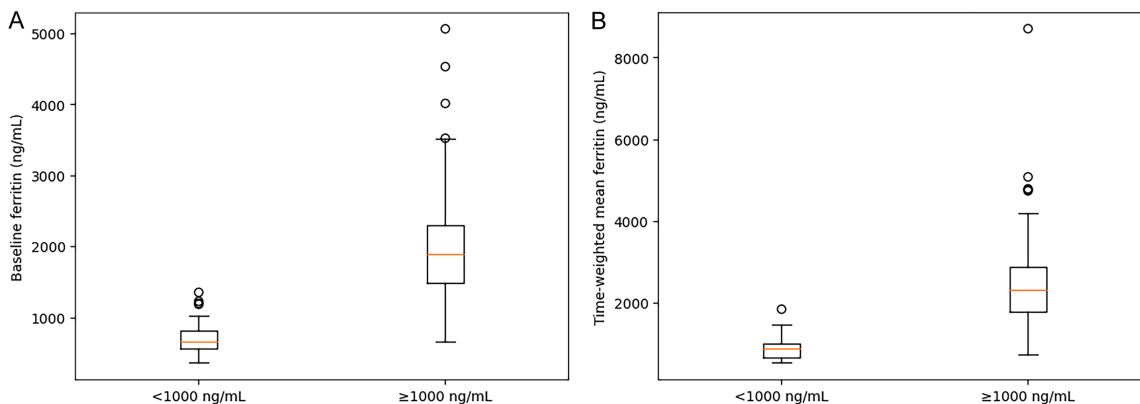 A
Baseline ferritin (ng/mL)
5000
4000
3000
2000
1000
<1000 ng/mL
≥1000 ng/mL
B
Time-weighted mean ferritin (ng/mL)
8000
6000
4000
2000
<1000 ng/mL
≥1000 ng/mL